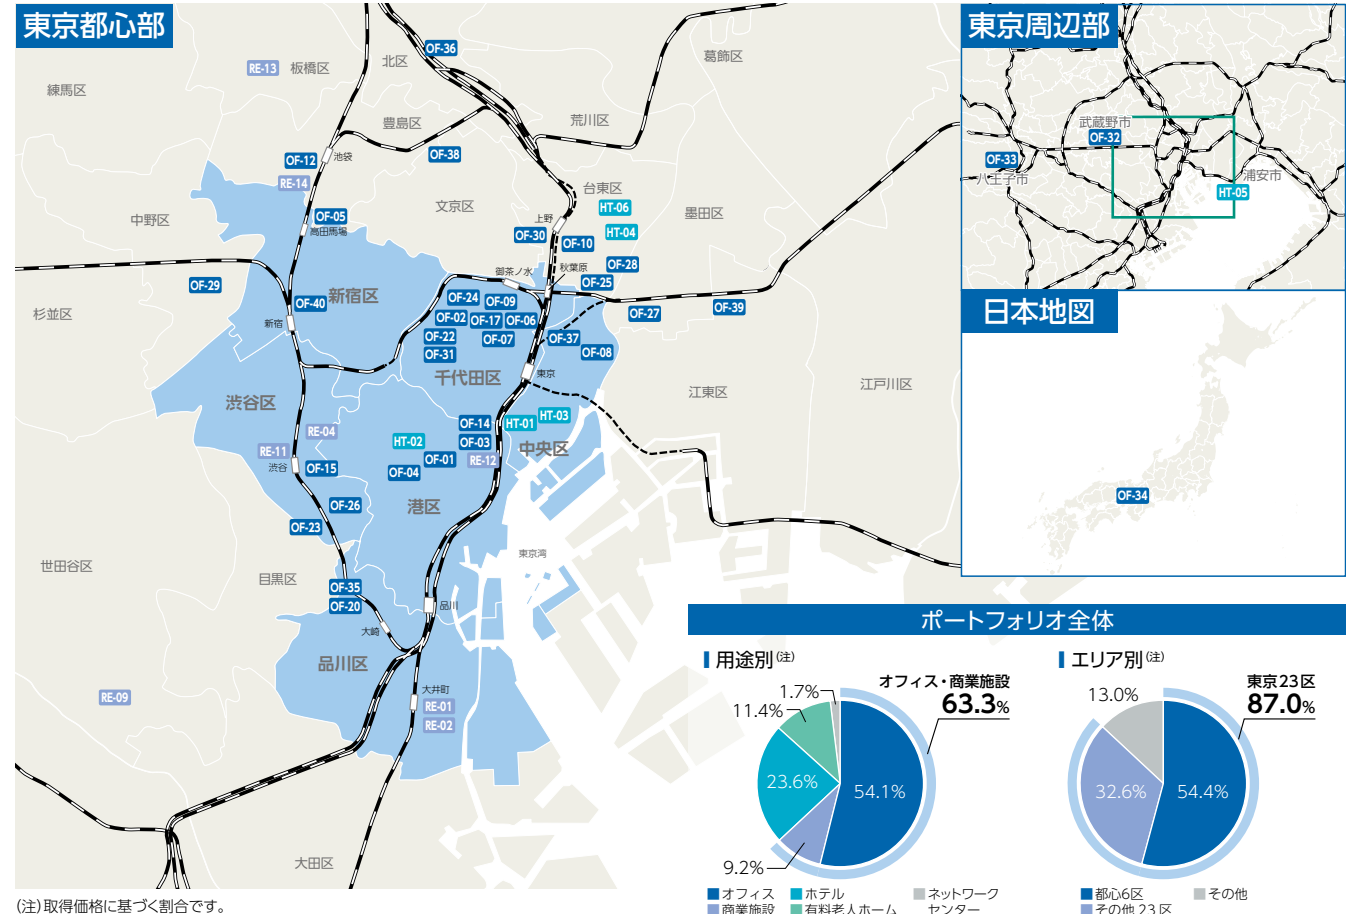 東京都心部
OF-36
葛飾区
北区
RE-13
板橋区
練馬区
荒川区
豊島区
OF-38
OF-12
池袋
RE-14
台東区
HT-06
文京区
墨田区
中野区
OF-05
高田馬場
上野
OF-30
OF-10
HT-04
OF-28
御茶ノ水
秋葉原
OF-25
OF-29
新宿区
OF-24
OF-09
OF-40
OF-39
杉並区
新宿
OF-02
OF-17
OF-06
OF-27
OF-22
OF-07
OF-37
OF-31
OF-08
千代田区
東京
江戸川区
江東区
渋谷区
HT-03
OF-14
HT-01
RE-04
HT-02
OF-03
中央区
RE-11
OF-01
RE-12
渋谷
OF-15
OF-04
OF-26
港区
OF-23
東京湾
世田谷区
目黒区
OF-35
OF-20
品川
大崎
品川区
大井町
RE-09
RE-01
RE-02
大田区
(注)取得価格に基づく割合です。
東京周辺部
武蔵野市
OF-32
OF-33
八王子市
浦安市
HT-05
日本地図
OF-34
ポートフォリオ全体
用途別(注)
オフィス・商業施設
63.3%
1.7%
11.4%
23.6%
54.1%
9.2%
オフィス
ホテル
ネットワーク
センター
商業施設
有料老人ホーム
エリア別(注)
東京23区
87.0%
13.0%
32.6%
54.4%
都心6区
その他
その他 23 区